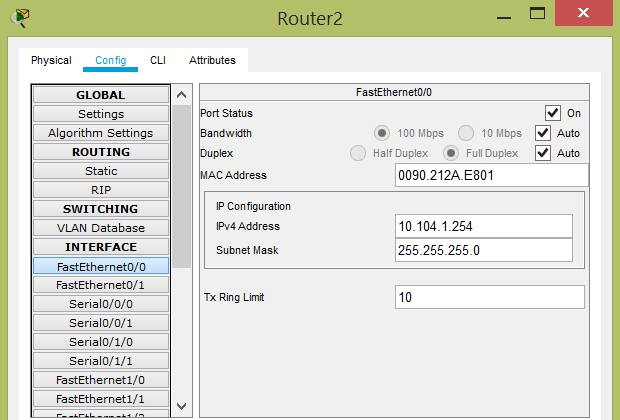 Router2
Physical Config CLI Attributes
GLOBAL
Settings
Algorithm Settings
ROUTING
Static
RIP
SWITCHING
VLAN Database
INTERFACE
FastEthernet0/0
FastEthernet0/1
Serial0/0/0
Serial0/0/1
Serial0/1/0
Serial0/1/1
FastEthernet1/0
FastEthernet1/1
FastEthernet0/0
Port Status On
Bandwidth 100 Mbps 10 Mbps Auto
Duplex Half Duplex Full Duplex Auto
MAC Address 0090.212A.E801
IP Configuration
IPv4 Address 10.104.1.254
Subnet Mask 255.255.255.0
Tx Ring Limit 10